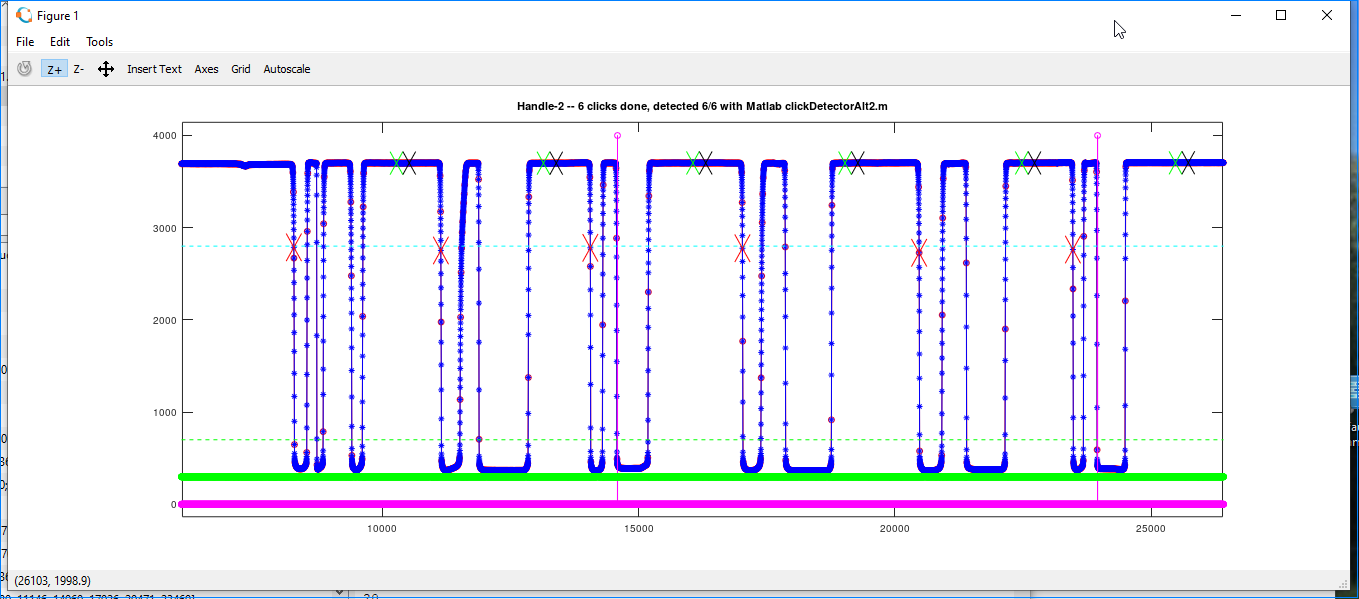 Figure 1
File Edit Tools
Z+ Z- Insert Text Axes Grid Autoscale
Handle-2 -- 6 clicks done, detected 6/6 with Matlab clickDetectorAlt2.m
4000
3000
2000
1000
0
10000 15000 20000 25000
(26103, 1998.9)